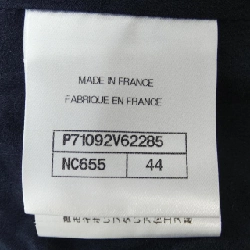 MADE IN FRANCE
FABRIQUE EN FRANCE
P71092V62285
NC655 44